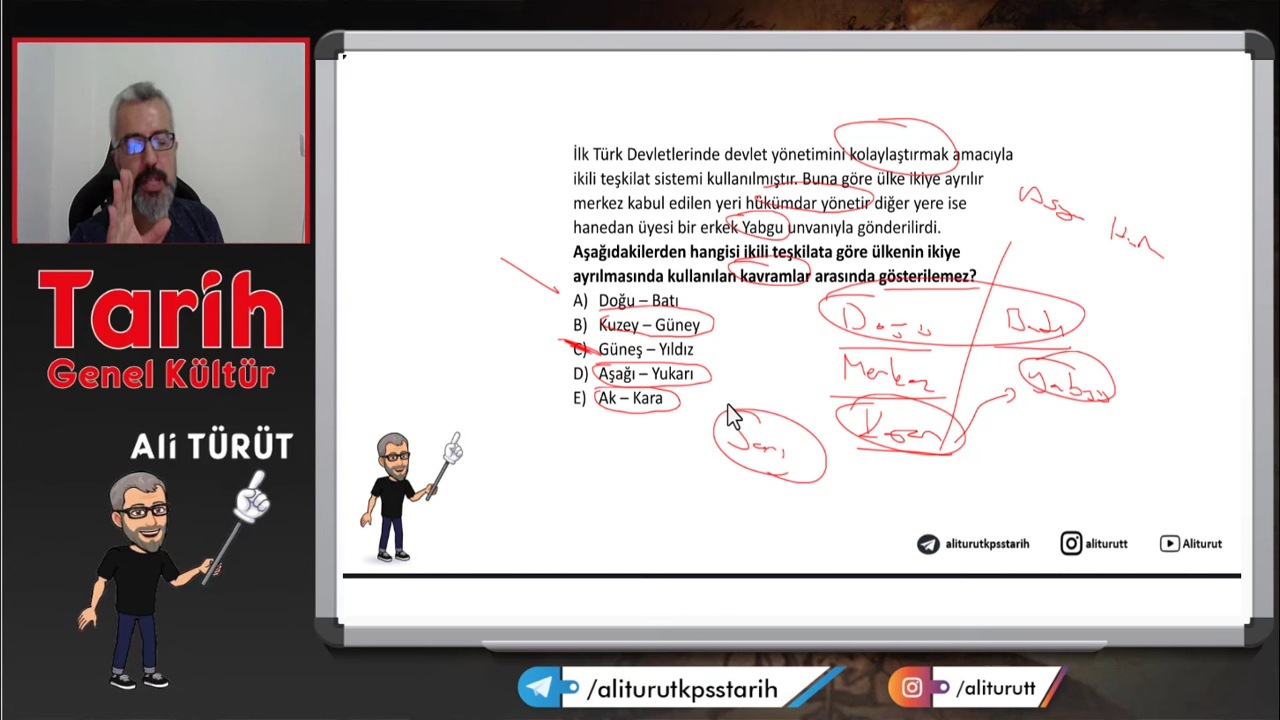 İlk Türk Devletlerinde devlet yönetimini kolaylaştırmak amacıyla
ikili teşkilat sistemi kullanılmıştır. Buna göre ülke ikiye ayrılır
merkez kabul edilen yeri hükümdar yönetir diğer yere ise
hanedan üyesi bir erkek Yabgu unvanıyla gönderilirdi.
Aşağıdakilerden hangisi ikili teşkilata göre ülkenin ikiye
ayrılmasında kullanılan kavramlar arasında gösterilemez?
A) Doğu – Batı
B) Kuzey – Güney
C) Güneş – Yıldız
D) Aşağı – Yukarı
E) Ak – Kara
Doğu Batı
Merkez Yabgu
Tarih
Genel Kültür
Ali TÜRÜT
aliturutkpsstarih aliturutt Aliturut
/aliturutkpsstarih /aliturutt